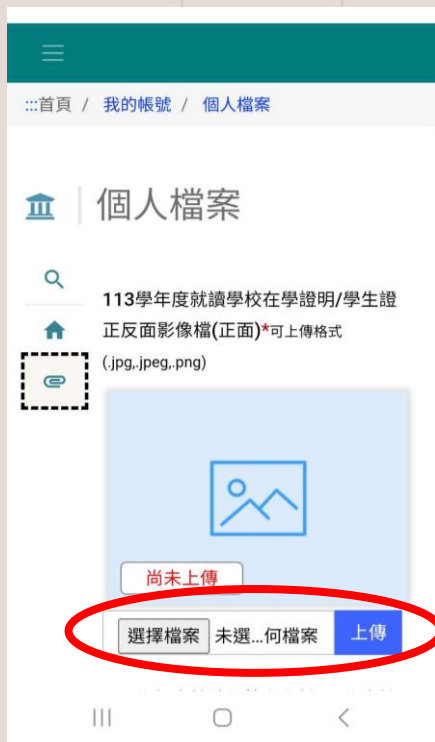 :::首頁 / 我的帳號 / 個人檔案
個人檔案
113學年度就讀學校在學證明/學生證
正反面影像檔(正面)*可上傳格式
(.jpg,.jpeg,.png)
尚未上傳
選擇檔案 未選...何檔案 上傳